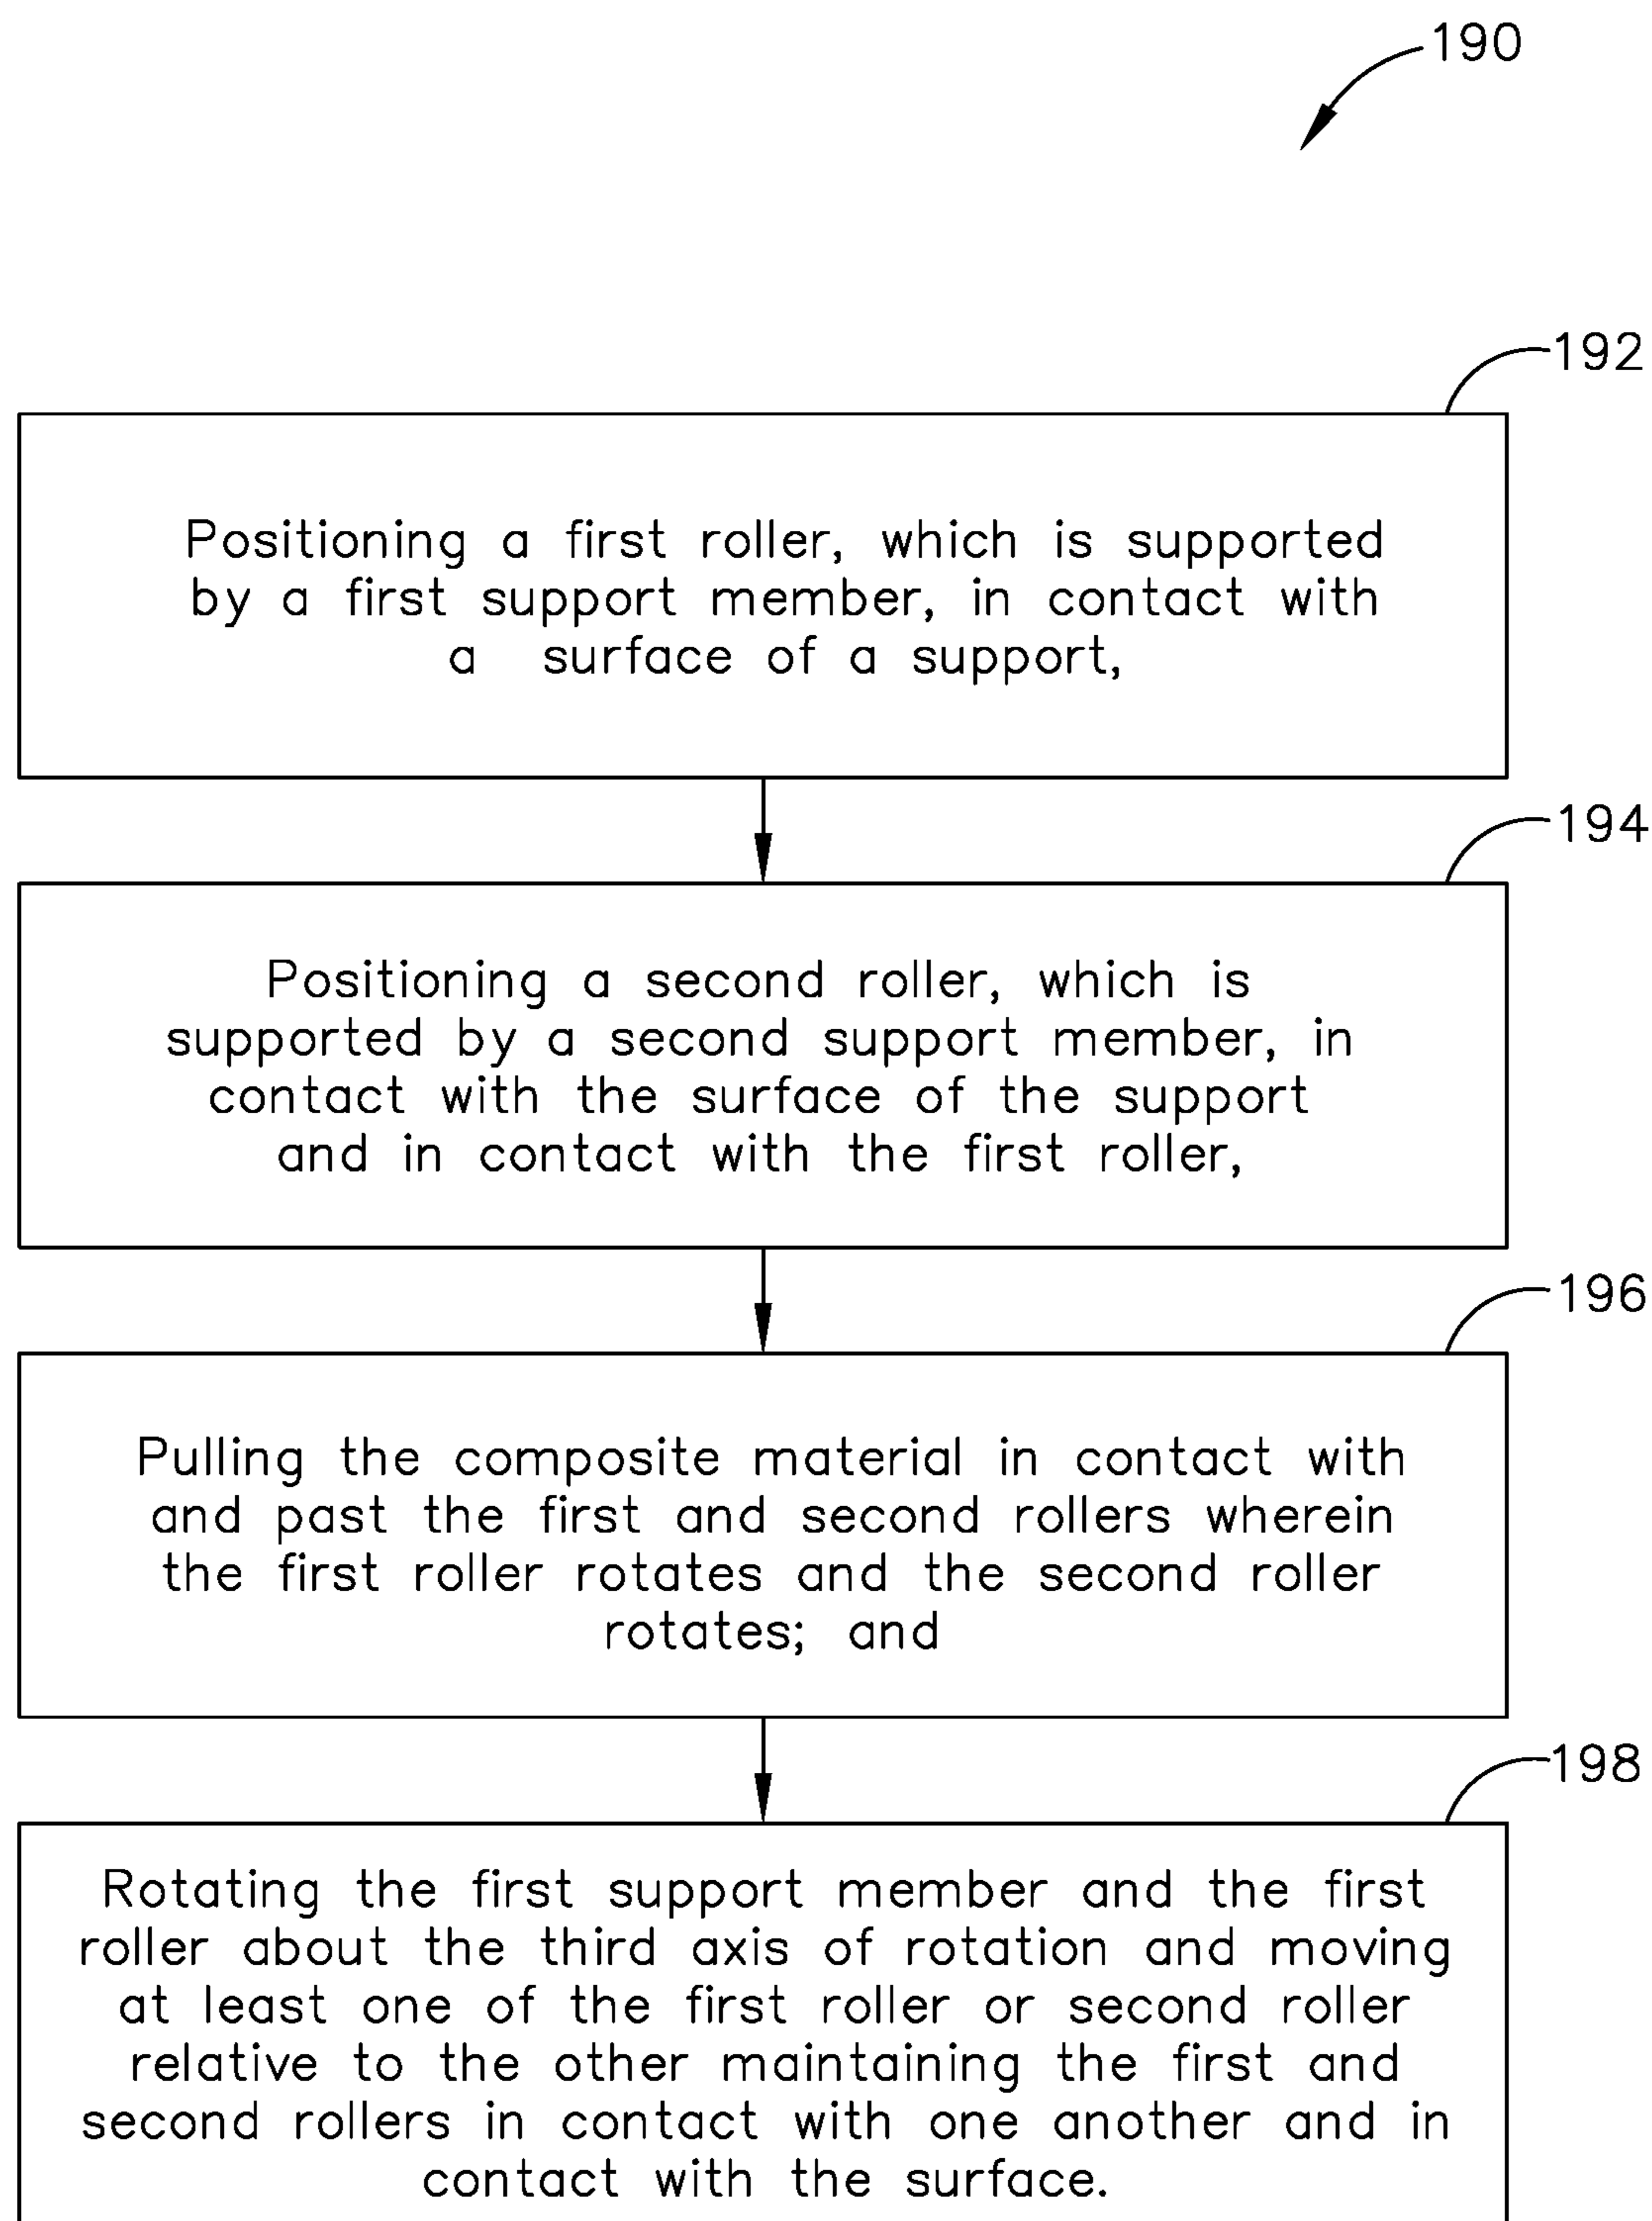 190
192
Positioning a first roller, which is supported
by a first support member, in contact with
a surface of a support,
194
Positioning a second roller, which is
supported by a second support member, in
contact with the surface of the support
and in contact with the first roller,
196
Pulling the composite material in contact with
and past the first and second rollers wherein
the first roller rotates and the second roller
rotates; and
198
Rotating the first support member and the first
roller about the third axis of rotation and moving
at least one of the first roller or second roller
relative to the other maintaining the first and
second rollers in contact with one another and in
contact with the surface.